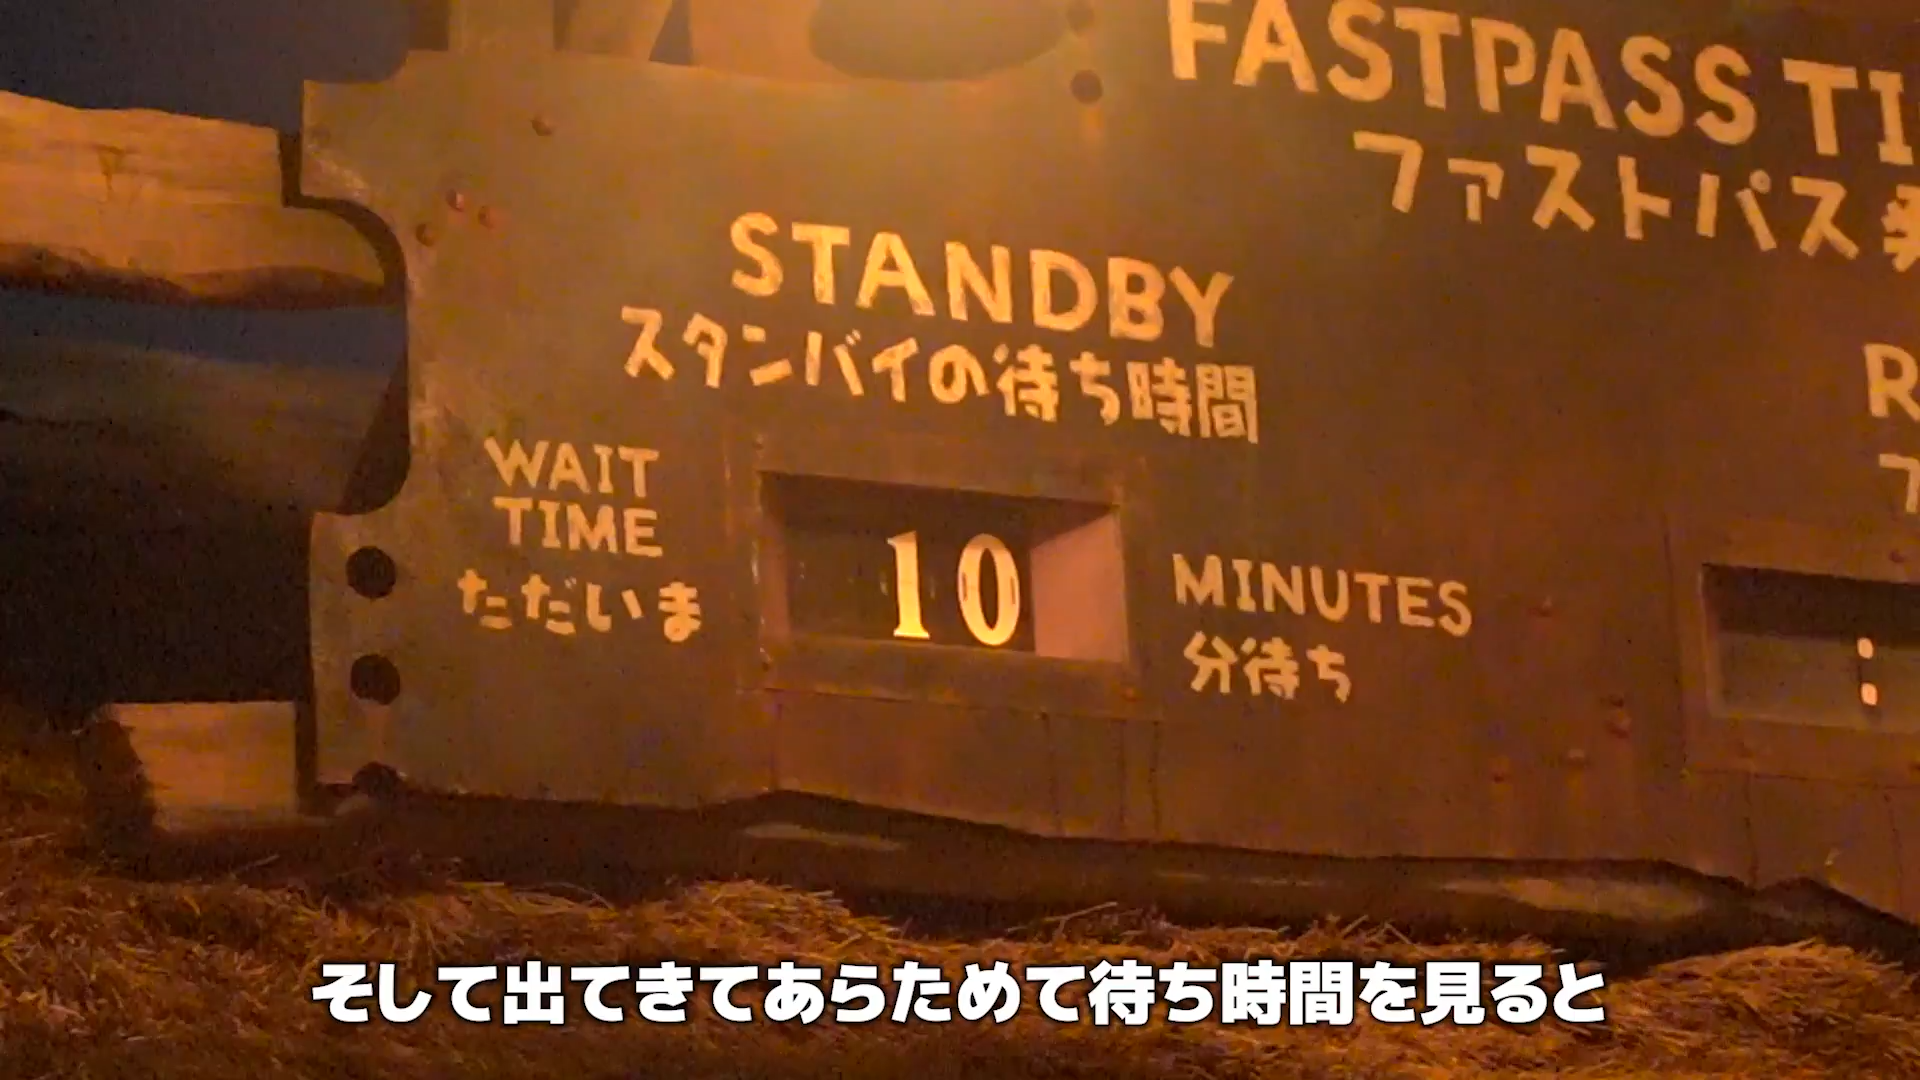 FASTPASS TI
ファストパス発
STANDBY
スタンバイの待ち時間
WAIT
TIME
ただいま
10
MINUTES
分待ち
R
:
そして出てきてあらためて待ち時間を見ると